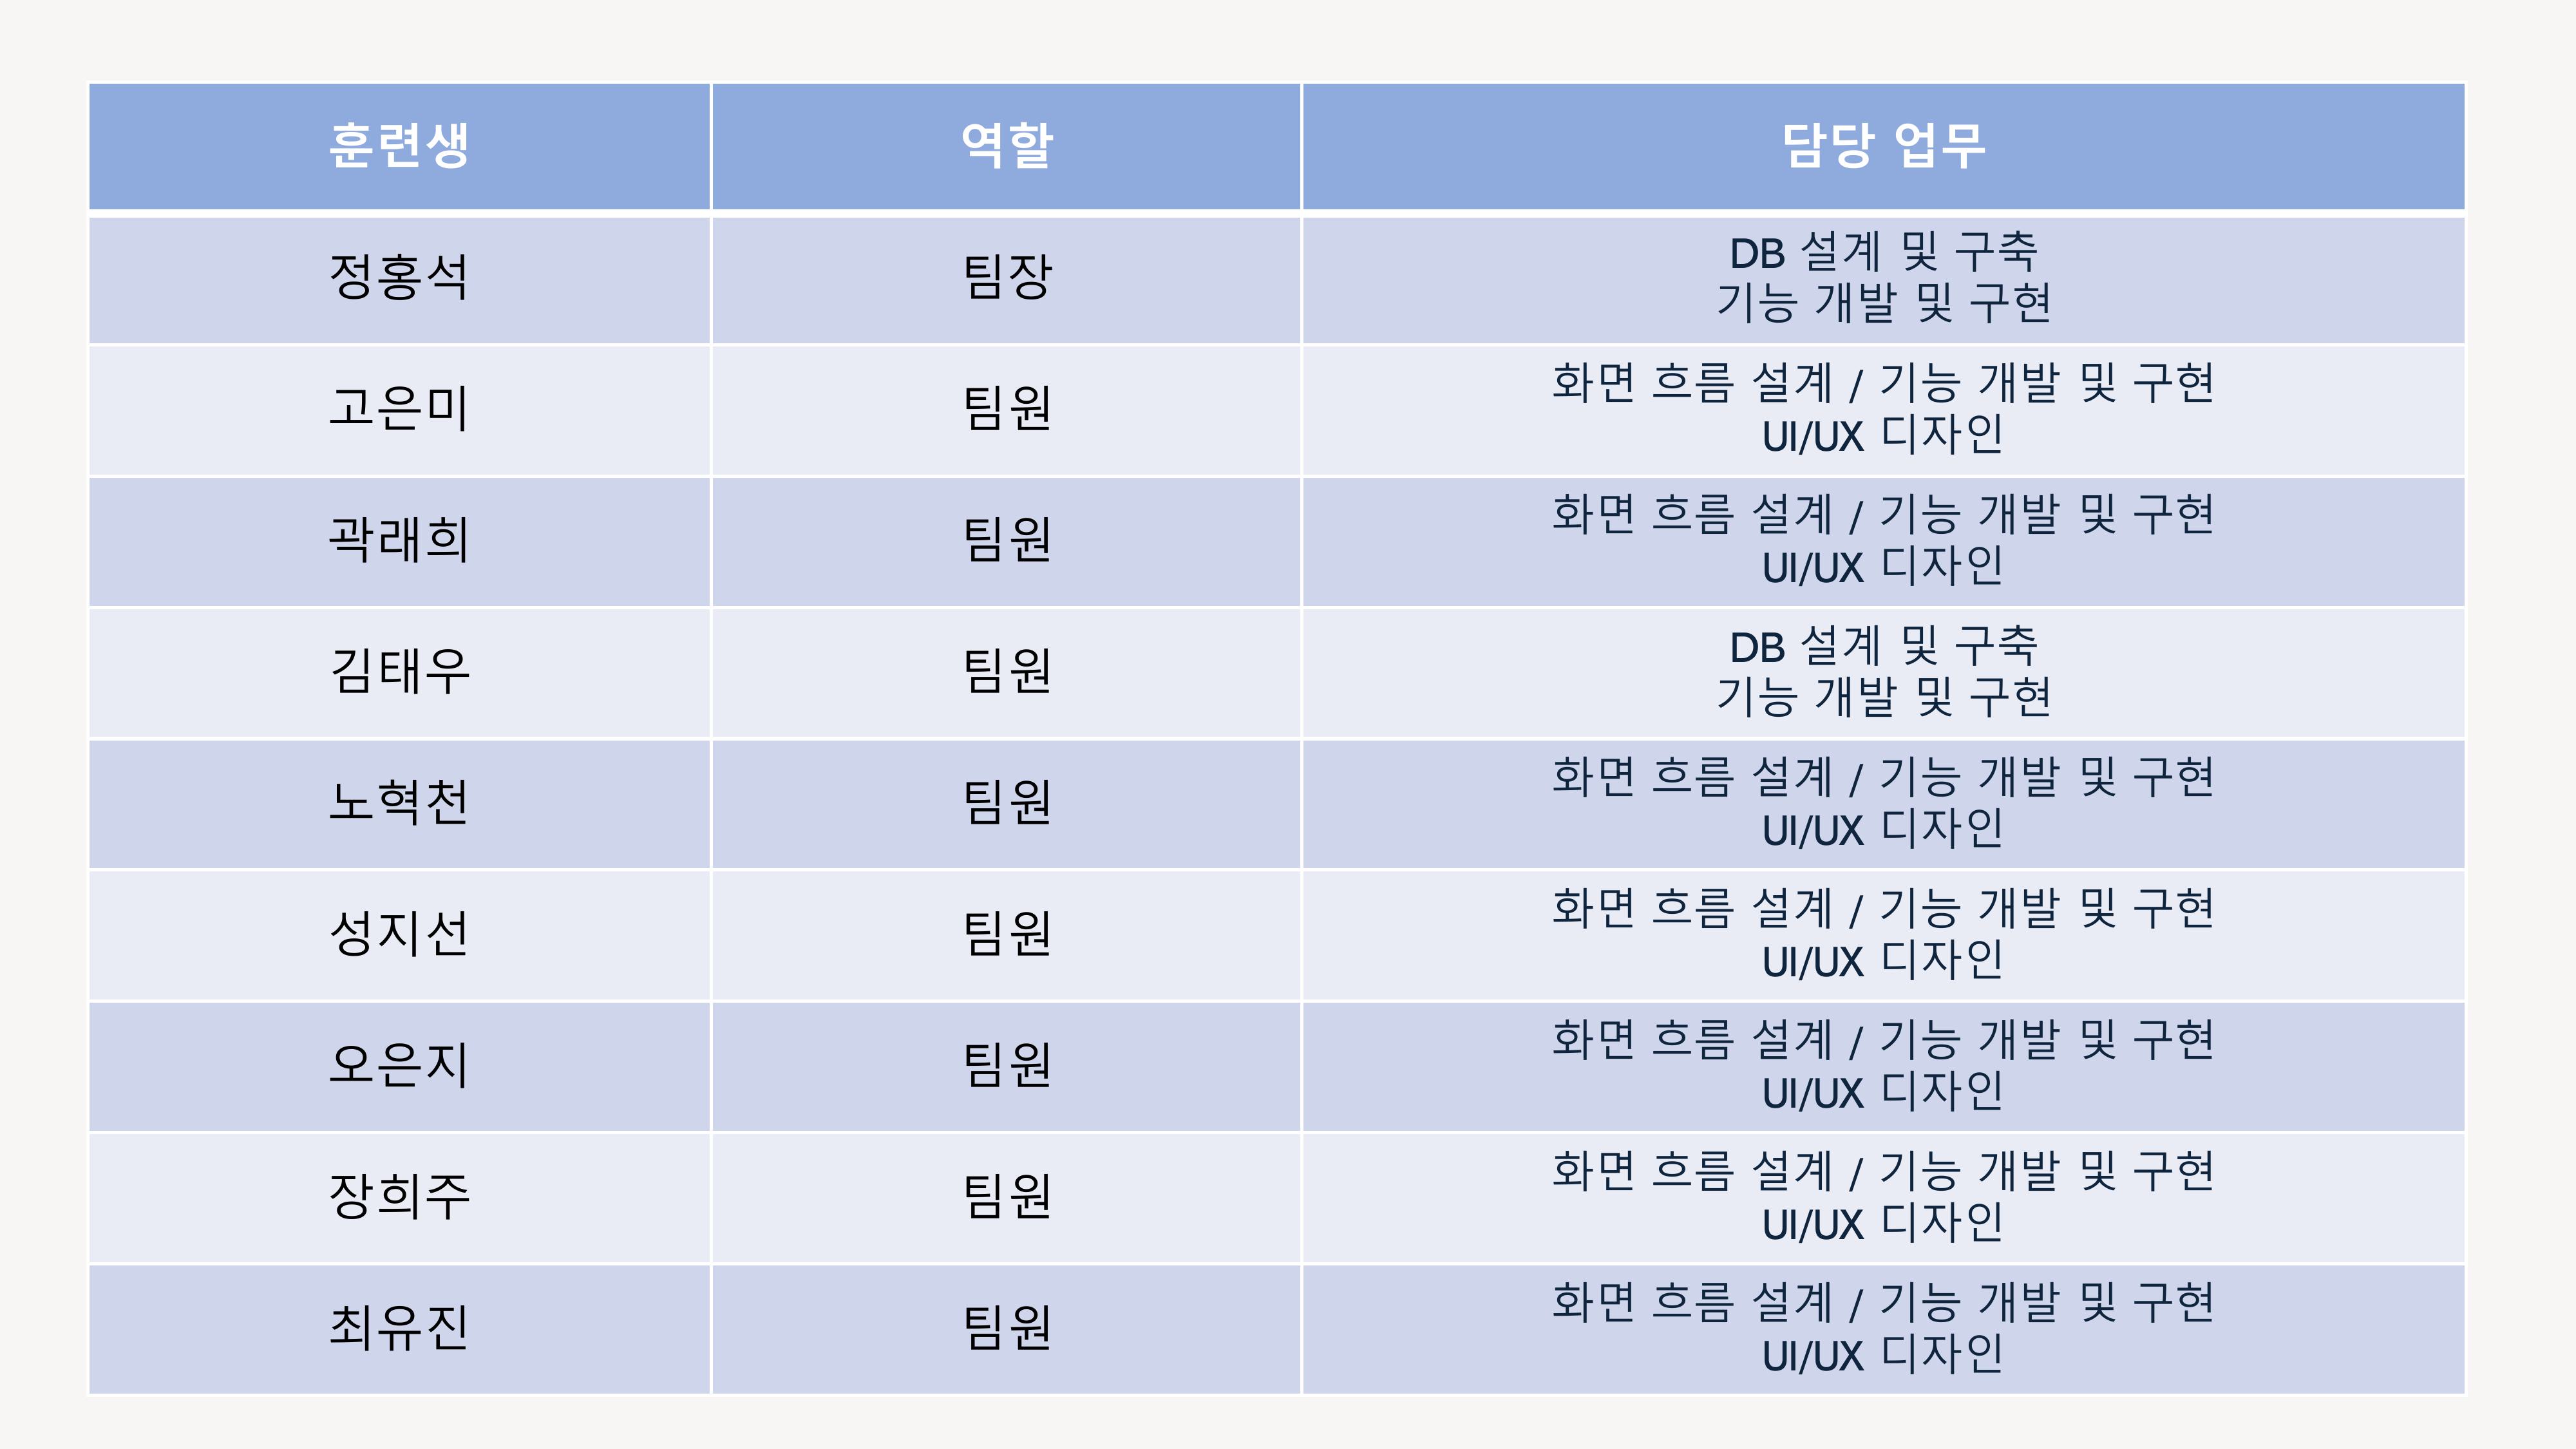 훈련생 역할 담당 업무
정홍석 팀장 DB 설계 및 구축
기능 개발 및 구현
고은미 팀원 화면 흐름 설계 / 기능 개발 및 구현
UI/UX 디자인
곽래희 팀원 화면 흐름 설계 / 기능 개발 및 구현
UI/UX 디자인
김태우 팀원 DB 설계 및 구축
기능 개발 및 구현
노혁천 팀원 화면 흐름 설계 / 기능 개발 및 구현
UI/UX 디자인
성지선 팀원 화면 흐름 설계 / 기능 개발 및 구현
UI/UX 디자인
오은지 팀원 화면 흐름 설계 / 기능 개발 및 구현
UI/UX 디자인
장희주 팀원 화면 흐름 설계 / 기능 개발 및 구현
UI/UX 디자인
최유진 팀원 화면 흐름 설계 / 기능 개발 및 구현
UI/UX 디자인